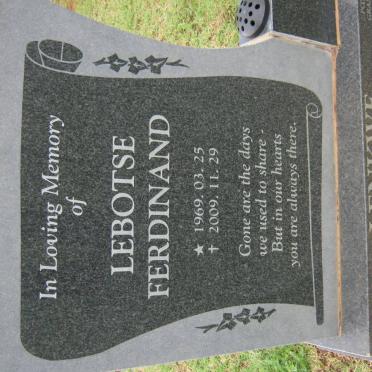 In Loving Memory
of
LEBOTSE
FERDINAND
★ 1969. 03. 25
✝ 2009. 11. 29
Gone are the days
we used to share -
But in our hearts
you are always there.